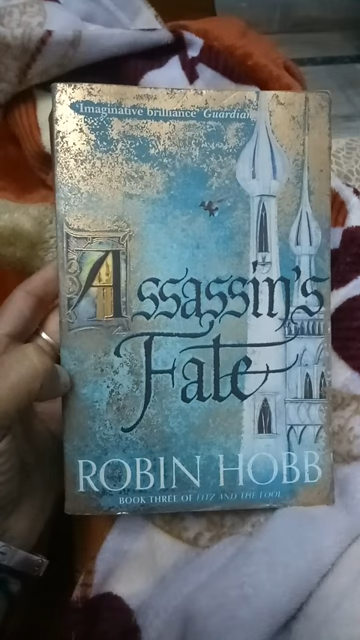 'Imaginative brilliance' Guardian
Assassin's
Fate
ROBIN HOBB
BOOK THREE OF FITZ AND THE FOOL